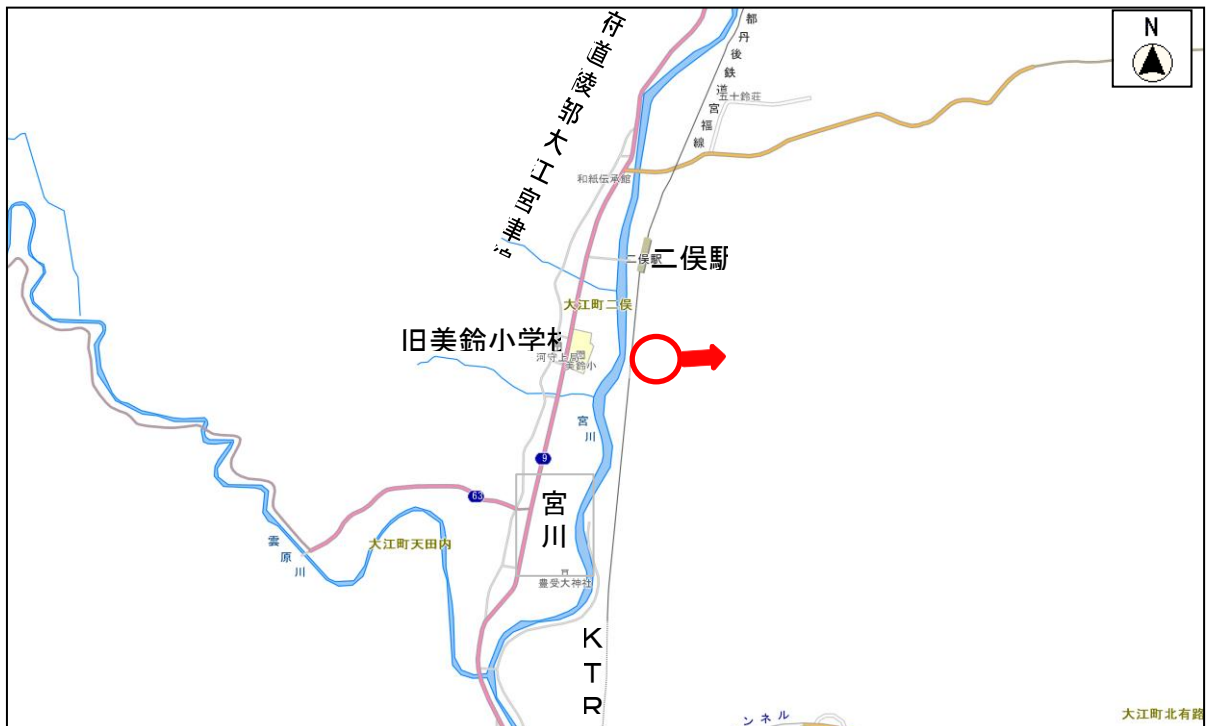 N
府道綾部大江宮津
都丹後鉄道宮福線
五十鈴荘
和紙伝承館
二俣駅
二俣駅
大江町二俣
旧美鈴小学校
河守上局
美鈴小
宮川
9
63
宮川
雲原川
大江町天田内
豊受大神社
KTR
ンネル
大江町北有路